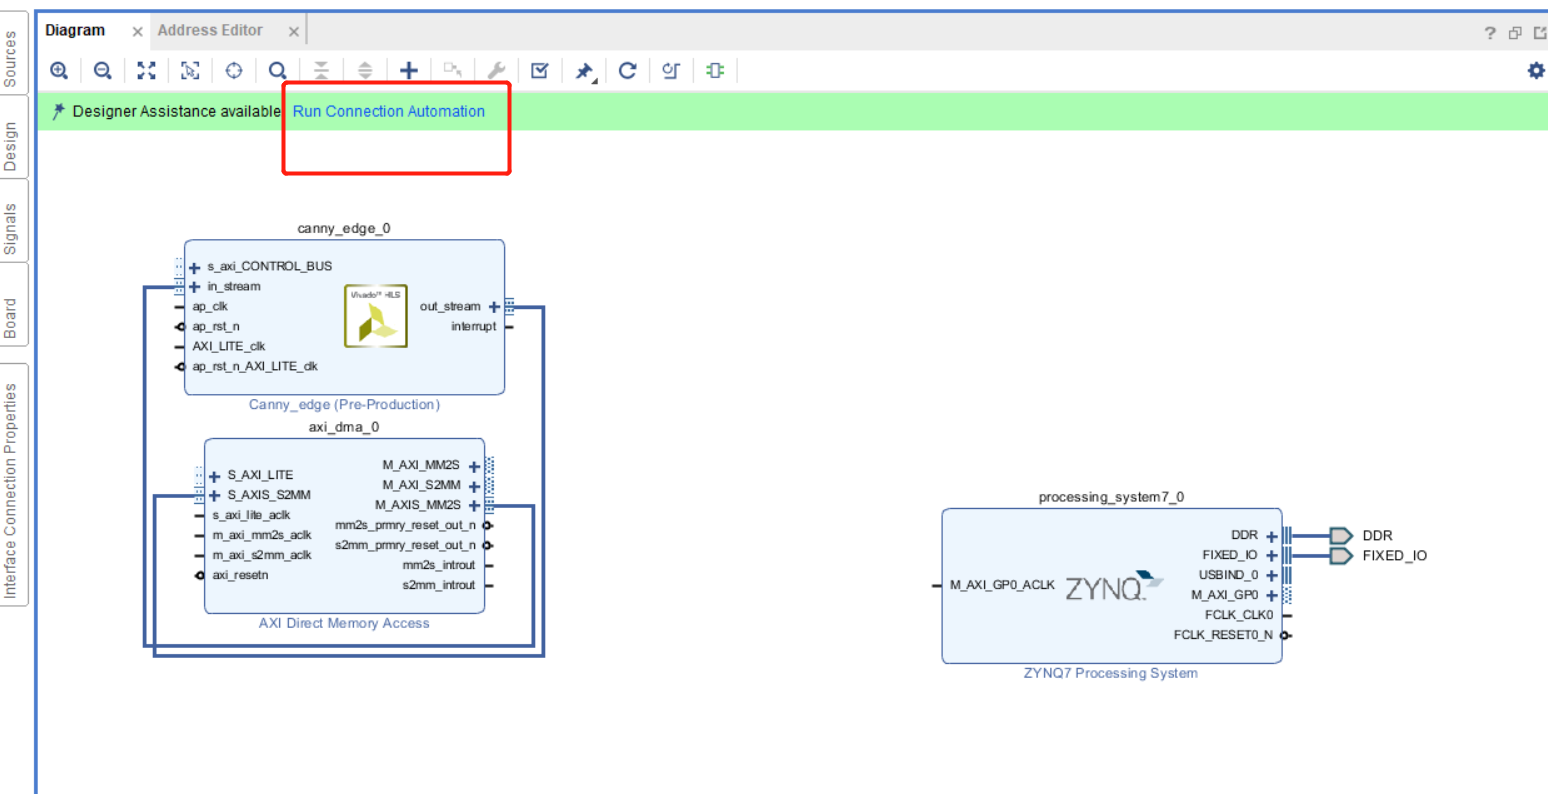 Diagram
Address Editor
Designer Assistance available
Run Connection Automation
Sources
Design
Signals
Board
Interface Connection Properties
canny_edge_0
s_axi_CONTROL_BUS
in_stream
ap_clk
ap_rst_n
AXI_LITE_clk
ap_rst_n_AXI_LITE_clk
Vivado™ HLS
out_stream
interrupt
Canny_edge (Pre-Production)
axi_dma_0
S_AXI_LITE
S_AXIS_S2MM
s_axi_lite_aclk
m_axi_mm2s_aclk
m_axi_s2mm_aclk
axi_resetn
M_AXI_MM2S
M_AXI_S2MM
M_AXIS_MM2S
mm2s_prmry_reset_out_n
s2mm_prmry_reset_out_n
mm2s_introut
s2mm_introut
AXI Direct Memory Access
processing_system7_0
M_AXI_GP0_ACLK
ZYNQ
DDR
FIXED_IO
USBIND_0
M_AXI_GP0
FCLK_CLK0
FCLK_RESET0_N
DDR
FIXED_IO
ZYNQ7 Processing System